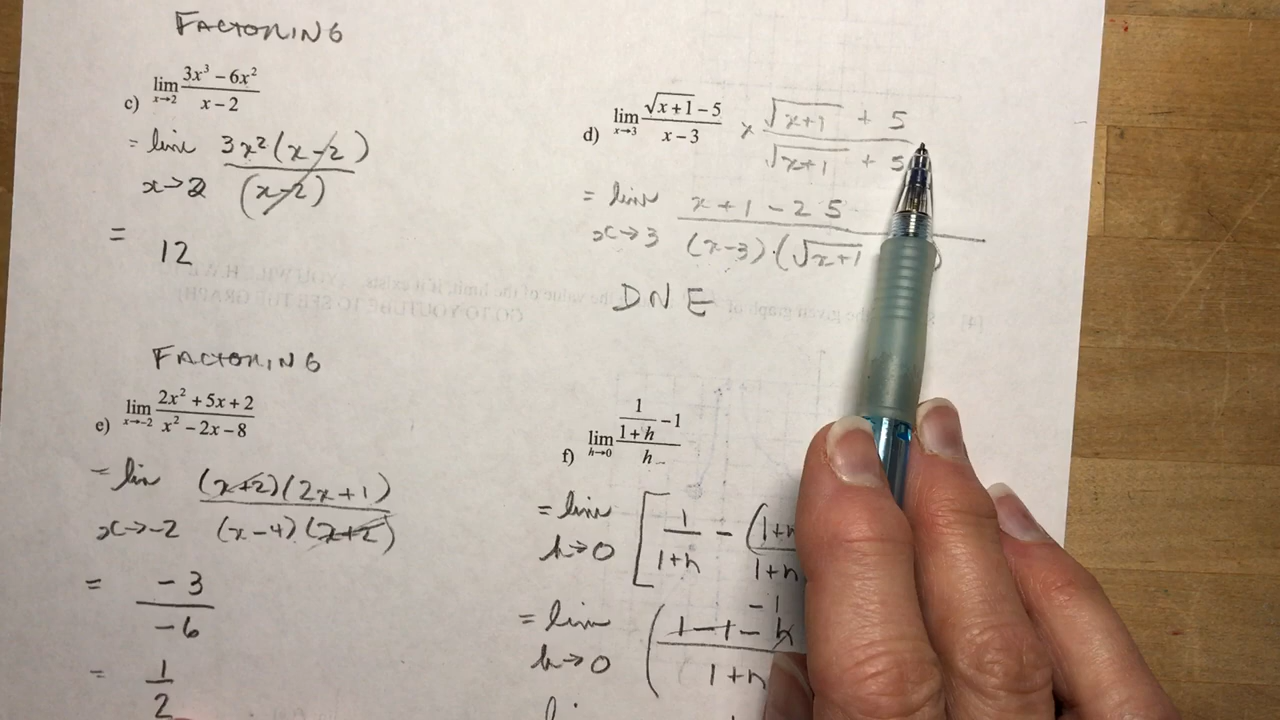 FACTORING
c) lim x→2 (3x³ − 6x²)/(x − 2)
= lim x→2 3x²(x−2)/(x−2)
= 12
d) lim x→3 (√(x+1) − 5)/(x − 3) × (√(x+1) + 5)/(√(x+1) + 5
= lim x→3 (x+1−25)/((x−3)·(√(x+1) )
DNE
FACTORING
e) lim x→−2 (2x² + 5x + 2)/(x² − 2x − 8)
= lim x→−2 (x+2)(2x+1)/(x−4)(x+2)
= −3/−6
= 1/2
f) lim h→0 (1/(1+h) − 1)/h
= lim h→0 [1/(1+h) − (1+h/1+h
= lim h→0 (1−1−h/1+h
−1
lim